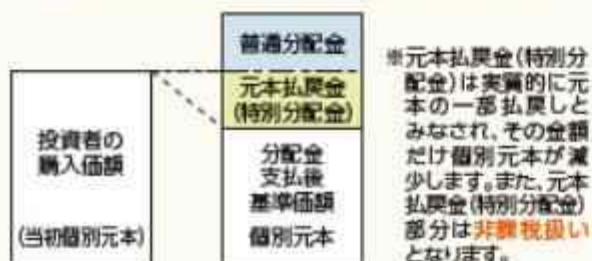 普通分配金
元本払戻金
(特別分配金)
投資者の
購入価額
(当初個別元本)
分配金
支払後
基準価額
個別元本
※元本払戻金(特別分
配金)は実質的に元
本の一部払戻しと
みなされ、その金額
だけ個別元本が減
少します。また、元本
払戻金(特別分配金)
部分は非課税扱い
となります。